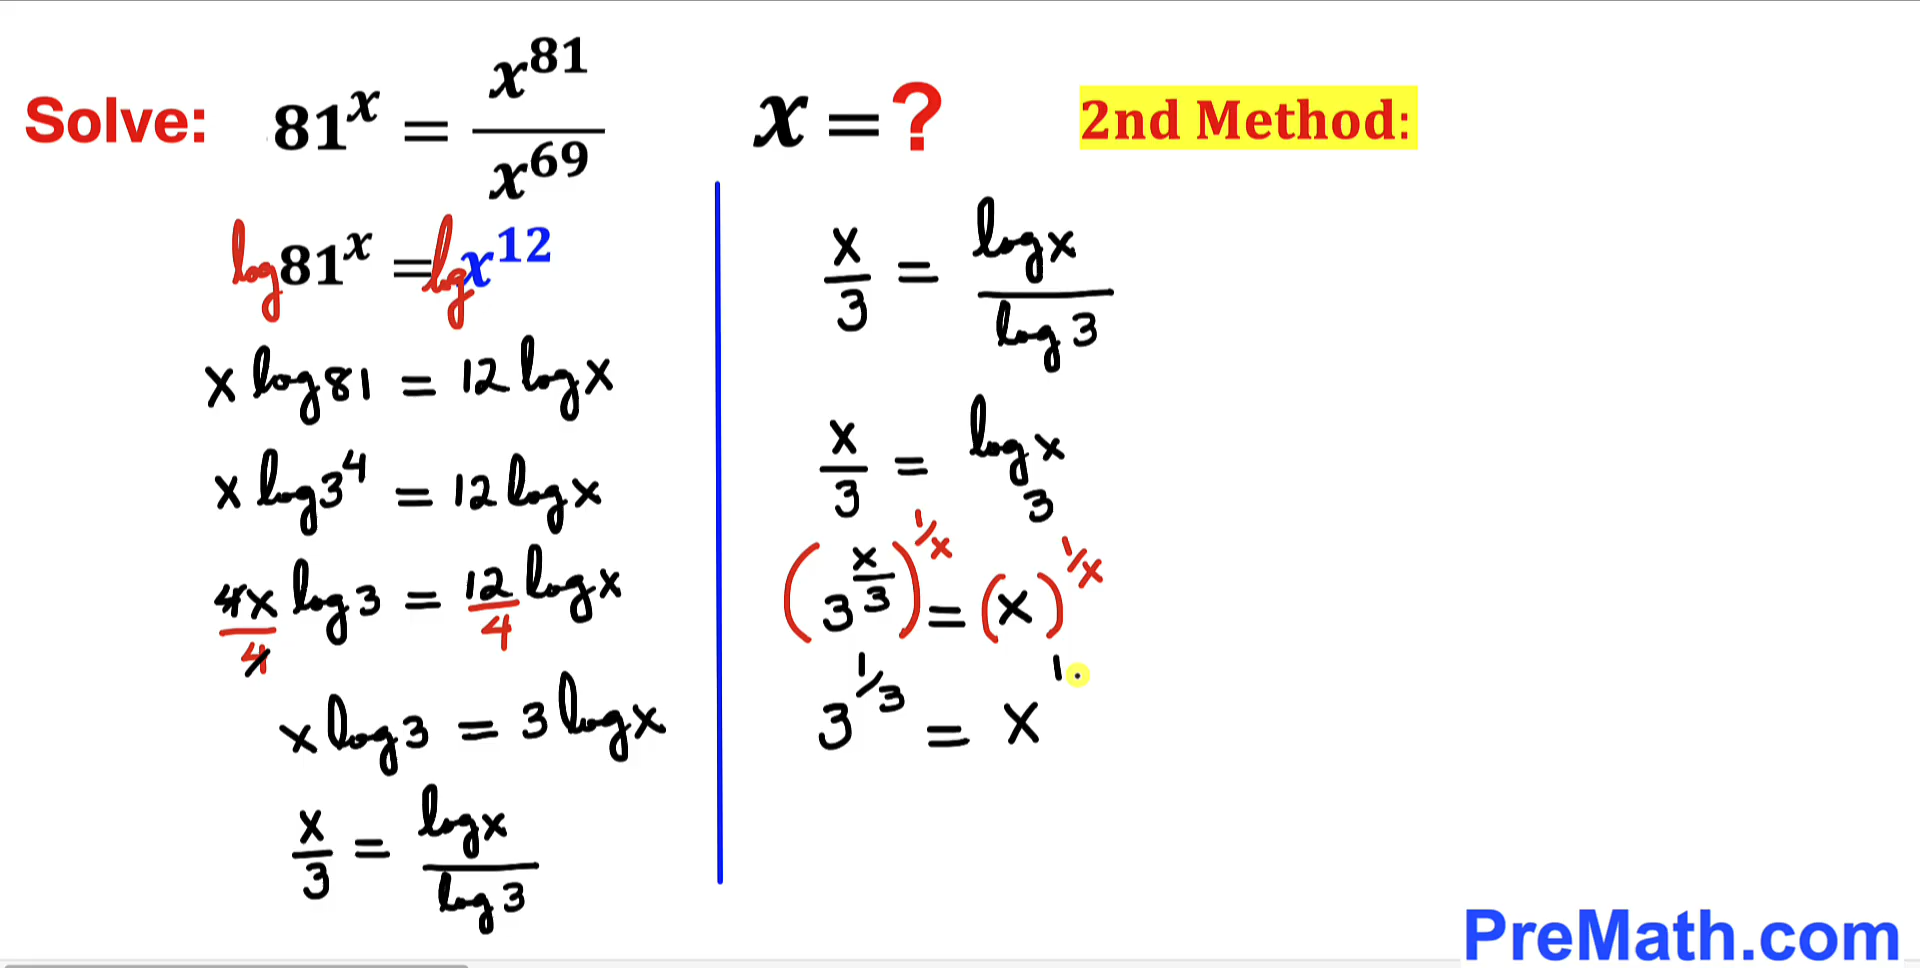 Solve: 81^x = x^81 / x^69 x = ? 2nd Method:
log 81^x = log x^12
x log 81 = 12 log x
x log 3^4 = 12 log x
4x/4 log 3 = 12/4 log x
x log 3 = 3 log x
x/3 = log x / log 3
x/3 = log x / log 3
x/3 = log_3 x
(3^(x/3))^(1/x) = (x)^(1/x)
3^(1/3) = x^1
PreMath.com